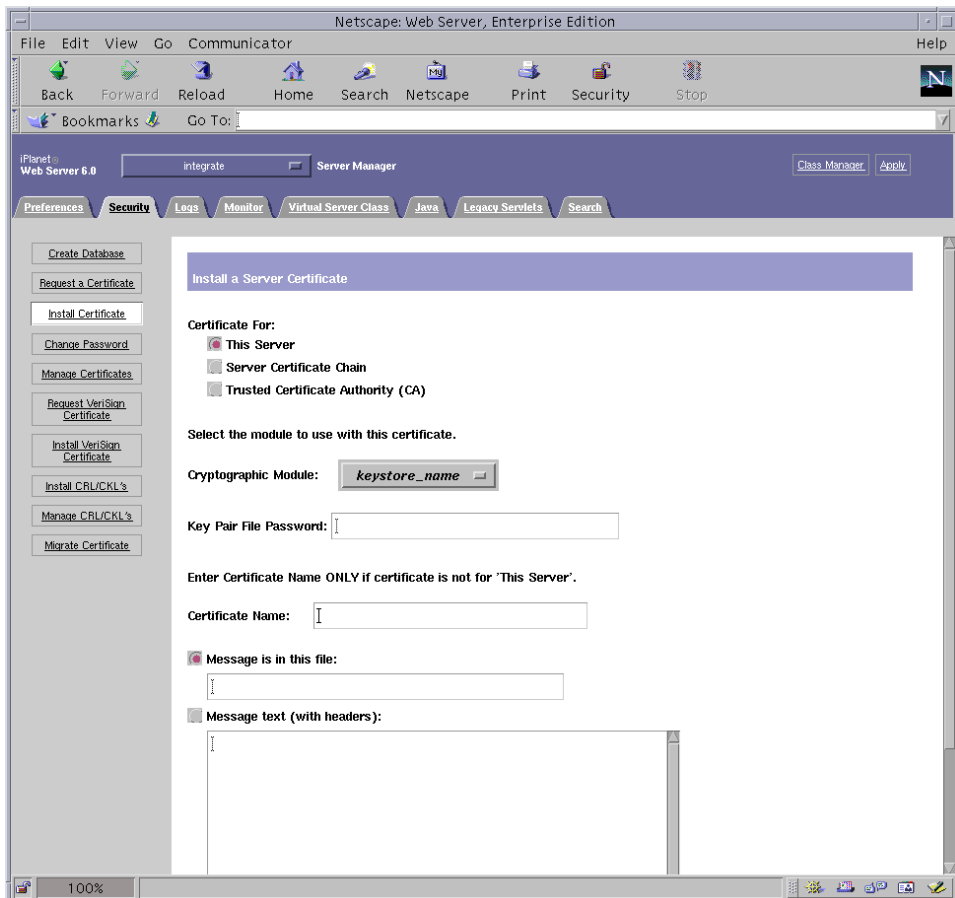 Netscape: Web Server, Enterprise Edition
File Edit View Go Communicator Help
Back Forward Reload Home Search Netscape Print Security Stop
My
N
Bookmarks Go To:
iPlanet
Web Server 6.0
integrate Server Manager Class Manager Apply
Preferences Security Logs Monitor Virtual Server Class Java Legacy Servlets Search
Create Database
Request a Certificate
Install Certificate
Change Password
Manage Certificates
Request VeriSign
Certificate
Install VeriSign
Certificate
Install CRL/CKL's
Manage CRL/CKL's
Migrate Certificate
Install a Server Certificate
Certificate For:
This Server
Server Certificate Chain
Trusted Certificate Authority (CA)
Select the module to use with this certificate.
Cryptographic Module: keystore_name
Key Pair File Password:
Enter Certificate Name ONLY if certificate is not for 'This Server'.
Certificate Name:
Message is in this file:
Message text (with headers):
100%